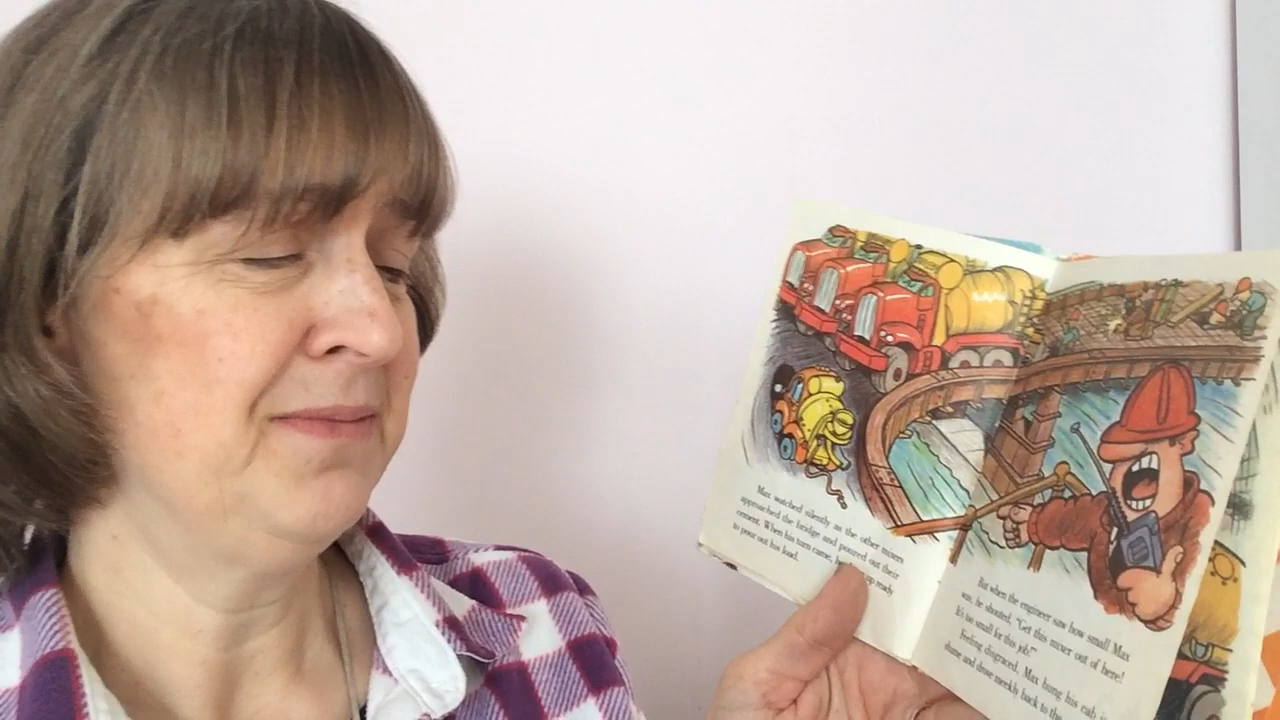 Max watched silently as the other mixers
approached the bridge and poured out their
cement. When his turn came, up ready
to pour out his load.
But when the engineer saw how small Max
was, he shouted, "Get this mixer out of here!
It's too small for this job!"
Feeling disgraced, Max hung his cab in
shame and drove meekly back to the